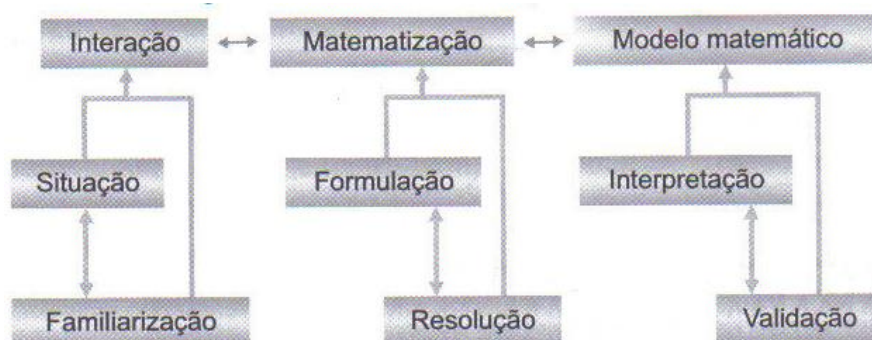 Interação
Matematização
Modelo matemático
Situação
Formulação
Interpretação
Familiarização
Resolução
Validação